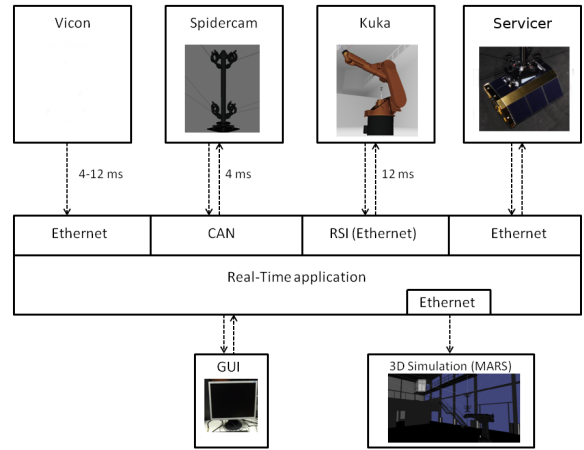 Vicon
Spidercam
Kuka
Servicer
4-12 ms
4 ms
12 ms
Ethernet
CAN
RSI (Ethernet)
Ethernet
Real-Time application
Ethernet
GUI
3D Simulation (MARS)